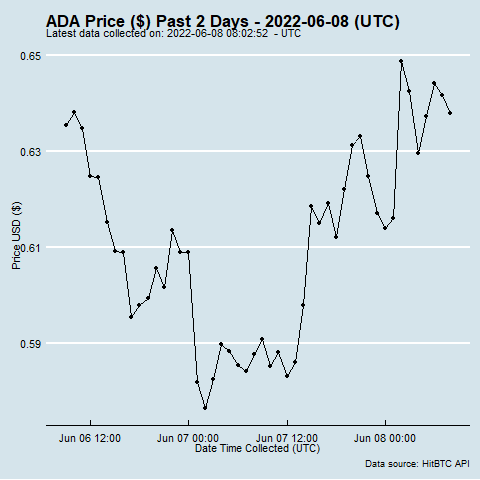 ADA Price ($) Past 2 Days - 2022-06-08 (UTC)
Latest data collected on: 2022-06-08 08:02:52 - UTC
0.65
0.63
0.61
0.59
Price USD ($)
Jun 06 12:00
Jun 07 00:00
Jun 07 12:00
Jun 08 00:00
Date Time Collected (UTC)
Data source: HitBTC API